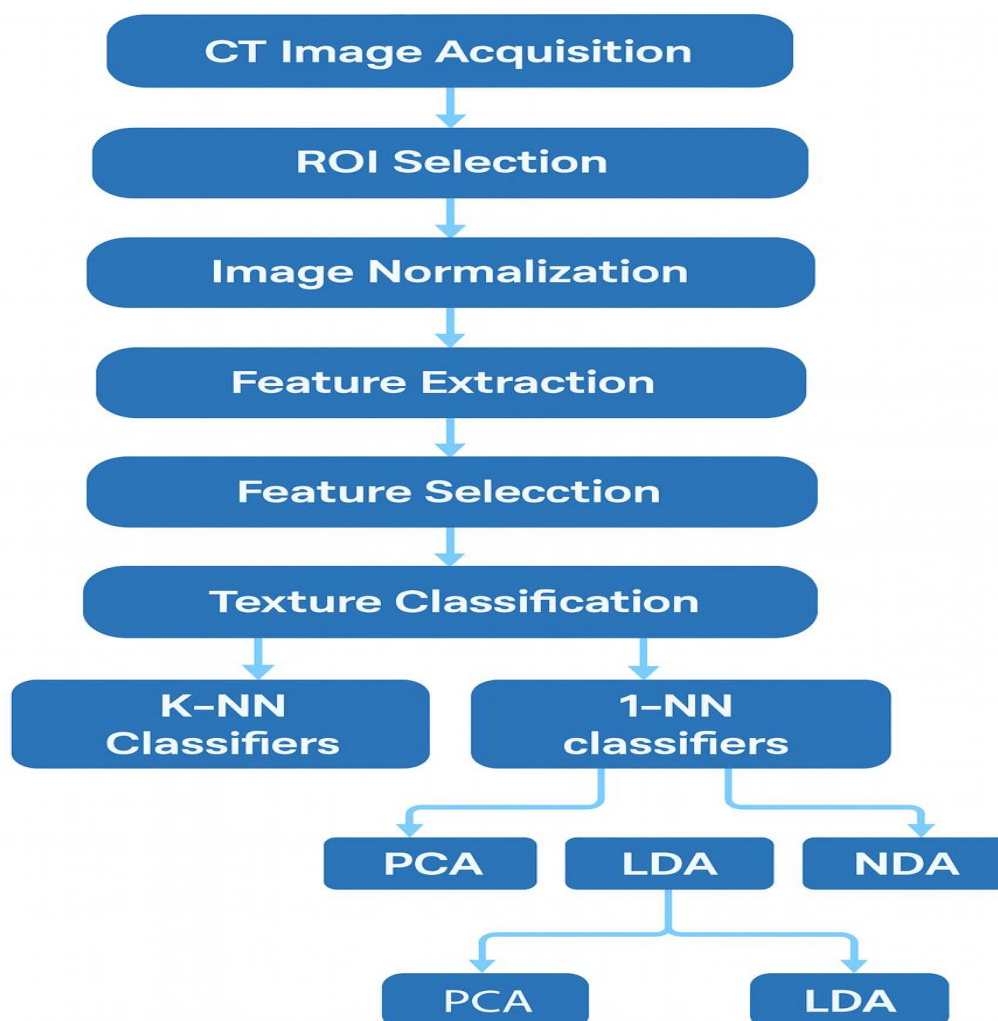 CT Image Acquisition
ROI Selection
Image Normalization
Feature Extraction
Feature Selecction
Texture Classification
K-NN
Classifiers
1-NN
classifiers
PCA
LDA
NDA
PCA
LDA